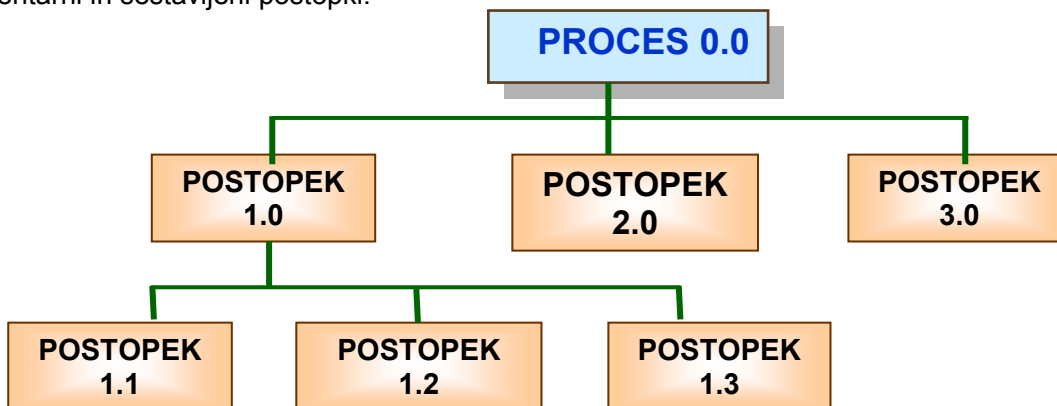 in sestavljeni postopki.
PROCES 0.0
POSTOPEK
1.0
POSTOPEK
2.0
POSTOPEK
3.0
POSTOPEK
1.1
POSTOPEK
1.2
POSTOPEK
1.3